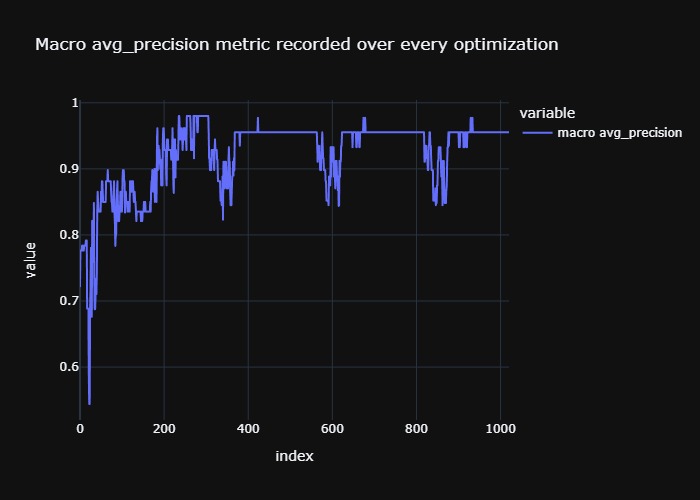 Macro avg_precision metric recorded over every optimization
variable
macro avg_precision
value
1
0.9
0.8
0.7
0.6
0
200
400
600
800
1000
index